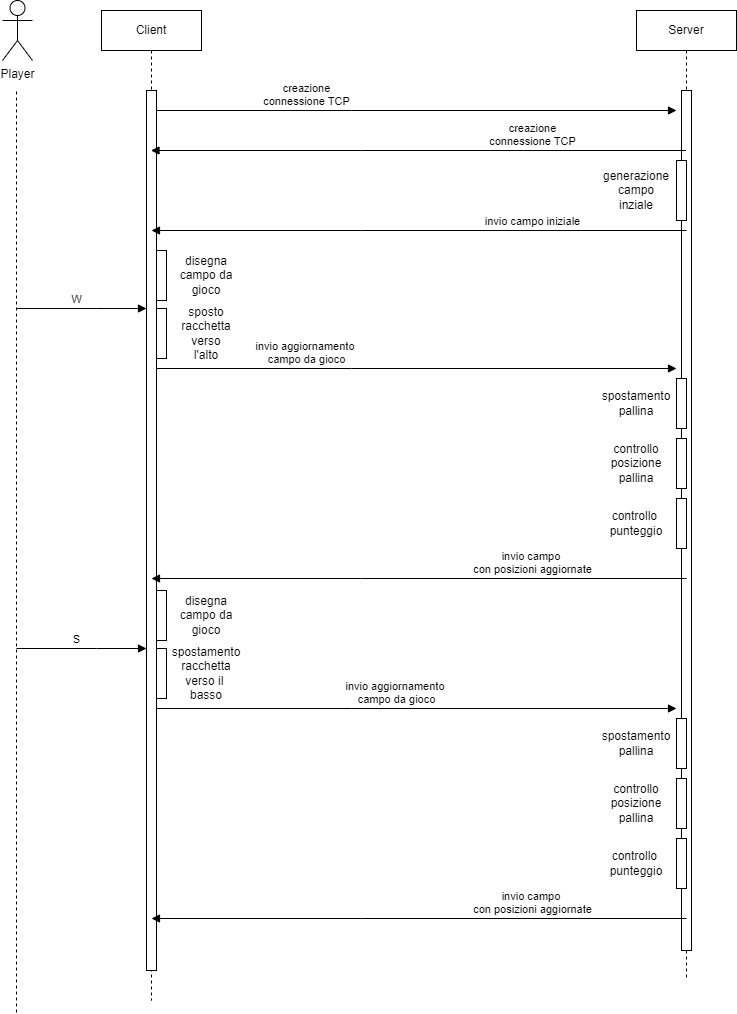 Client
Server
Player
creazione
connessione TCP
creazione
connessione TCP
generazione
campo
inziale
invio campo iniziale
disegna
campo da
gioco
W
sposto
racchetta
verso
l'alto
invio aggiornamento
campo da gioco
spostamento
pallina
controllo
posizione
pallina
controllo
punteggio
invio campo
con posizioni aggiornate
disegna
campo da
gioco
S
spostamento
racchetta
verso il
basso
invio aggiornamento
campo da gioco
spostamento
pallina
controllo
posizione
pallina
controllo
punteggio
invio campo
con posizioni aggiornate